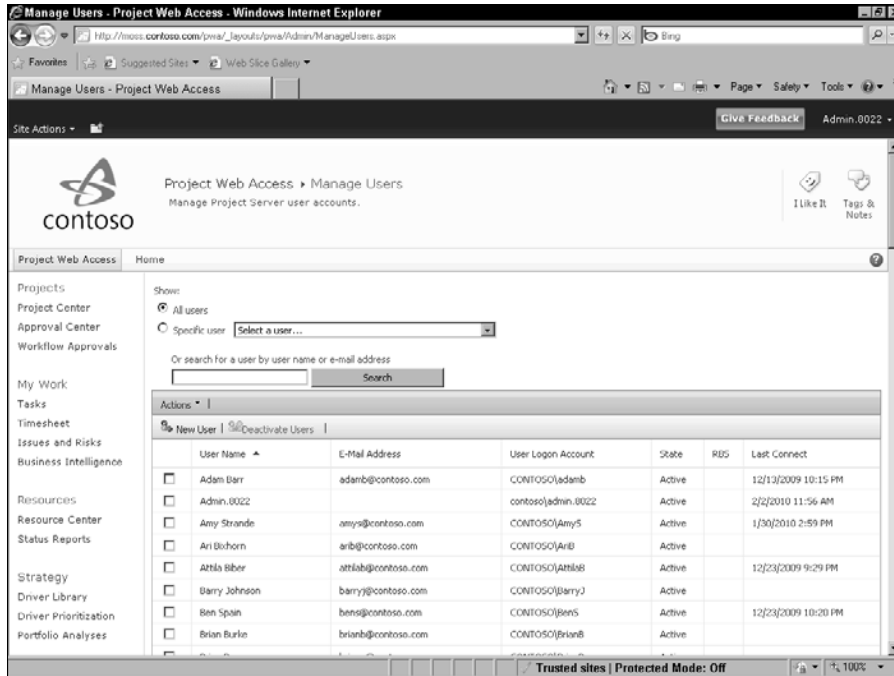 Manage Users - Project Web Access - Windows Internet Explorer
http://moss.contoso.com/pwa/_layouts/pwa/Admin/ManageUsers.aspx
Bing
Favorites Suggested Sites Web Slice Gallery
Manage Users - Project Web Access
Page Safety Tools
Site Actions
Give Feedback Admin.0022
contoso
Project Web Access Manage Users
Manage Project Server user accounts.
I Like It Tags & Notes
Project Web Access Home
Projects
Project Center
Approval Center
Workflow Approvals
My Work
Tasks
Timesheet
Issues and Risks
Business Intelligence
Resources
Resource Center
Status Reports
Strategy
Driver Library
Driver Prioritization
Portfolio Analyses
Show:
All users
Specific user Select a user...
Or search for a user by user name or e-mail address
Search
Actions
New User | Deactivate Users |
User Name E-Mail Address User Logon Account State RBS Last Connect
Adam Barr adamb@contoso.com CONTOSO\adamb Active 12/13/2009 10:15 PM
Admin.0022 contoso\admin.0022 Active 2/2/2010 11:56 AM
Amy Strande amys@contoso.com CONTOSO\AmyS Active 1/30/2010 2:59 PM
Ari Bixhorn arib@contoso.com CONTOSO\AriB Active
Attila Biber attilab@contoso.com CONTOSO\AttilaB Active 12/23/2009 9:29 PM
Barry Johnson barryj@contoso.com CONTOSO\BarryJ Active
Ben Spain bens@contoso.com CONTOSO\BenS Active 12/23/2009 10:20 PM
Brian Burke brianb@contoso.com CONTOSO\BrianB Active
Trusted sites | Protected Mode: Off 100%